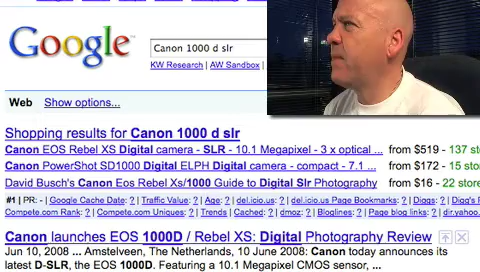 Google
Canon 1000 d slr
KW Research | AW Sandbox |
Web Show options...
Shopping results for Canon 1000 d slr
Canon EOS Rebel XS Digital camera - SLR - 10.1 Megapixel - 3 x optical ... from $519 - 137 st
Canon PowerShot SD1000 Digital ELPH Digital camera - compact - 7.1 ... from $172 - 15 sto
David Busch's Canon Eos Rebel Xs/1000 Guide to Digital Slr Photography from $16 - 22 store
#1 | PR: - | Google Cache Date: ? | Traffic Value: ? | Age: ? | del.icio.us: ? | del.icio.us Page Bookmarks: ? | Diggs: ? | Digg's
Compete.com Rank: ? | Compete.com Uniques: ? | Trends | Cached | dmoz: ? | Bloglines: ? | Page blog links: ? | dir.yahoo.
Canon launches EOS 1000D / Rebel XS: Digital Photography Review
Jun 10, 2008 ... Amstelveen, The Netherlands, 10 June 2008: Canon today announces its
latest D-SLR, the EOS 1000D. Featuring a 10.1 Megapixel CMOS sensor, ...